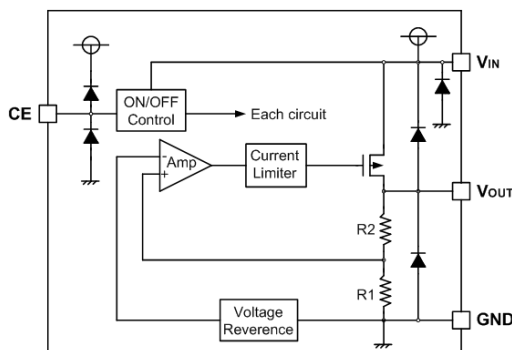 VIN
CE
ON/OFF
Control
Each circuit
-
Amp
+
Current
Limiter
VOUT
R2
R1
Voltage
Reverence
GND